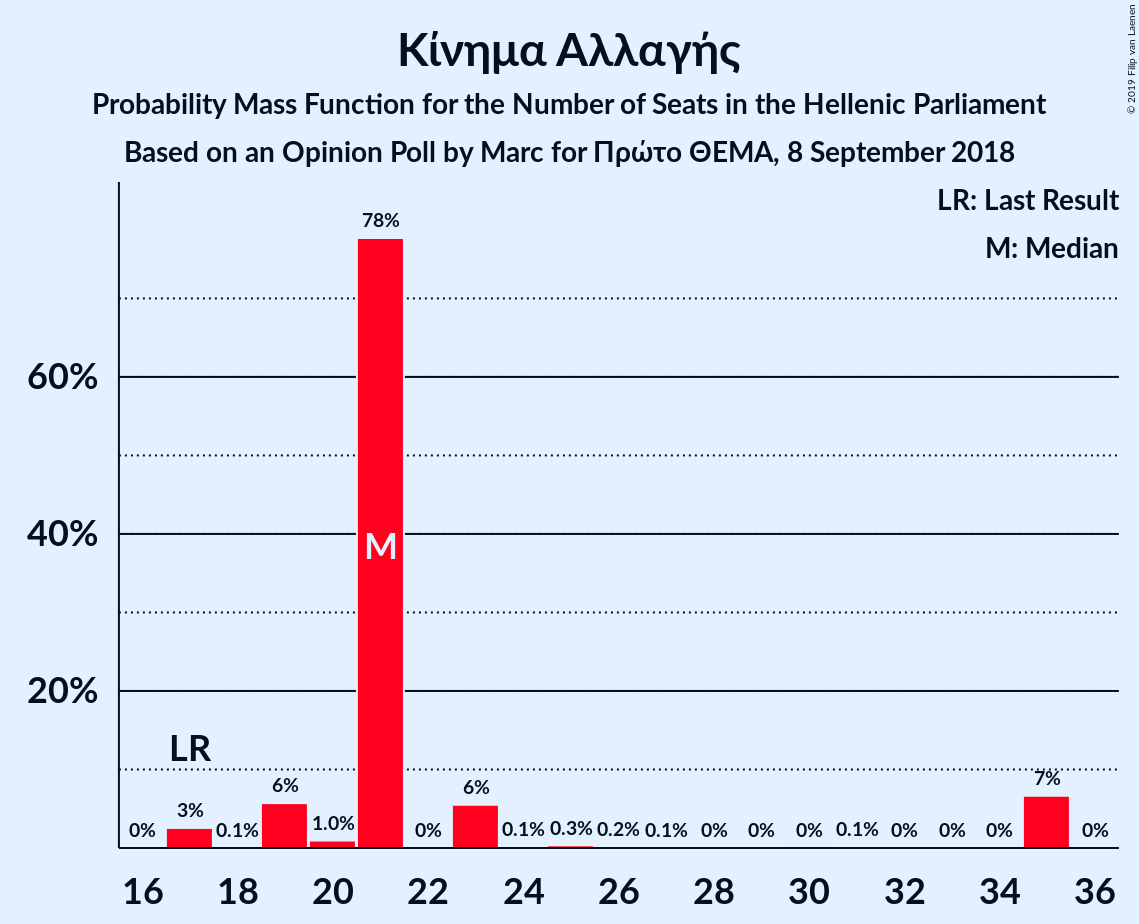 Κίνημα Αλλαγής
Probability Mass Function for the Number of Seats in the Hellenic Parliament
Based on an Opinion Poll by Marc for Πρώτο ΘΕΜΑ, 8 September 2018
© 2019 Filip van Laenen
LR: Last Result
M: Median
60%
40%
20%
0%
3%
0.1%
6%
1.0%
78%
0%
6%
0.1%
0.3%
0.2%
0.1%
0%
0%
0%
0.1%
0%
0%
0%
7%
0%
LR
M
16 18 20 22 24 26 28 30 32 34 36